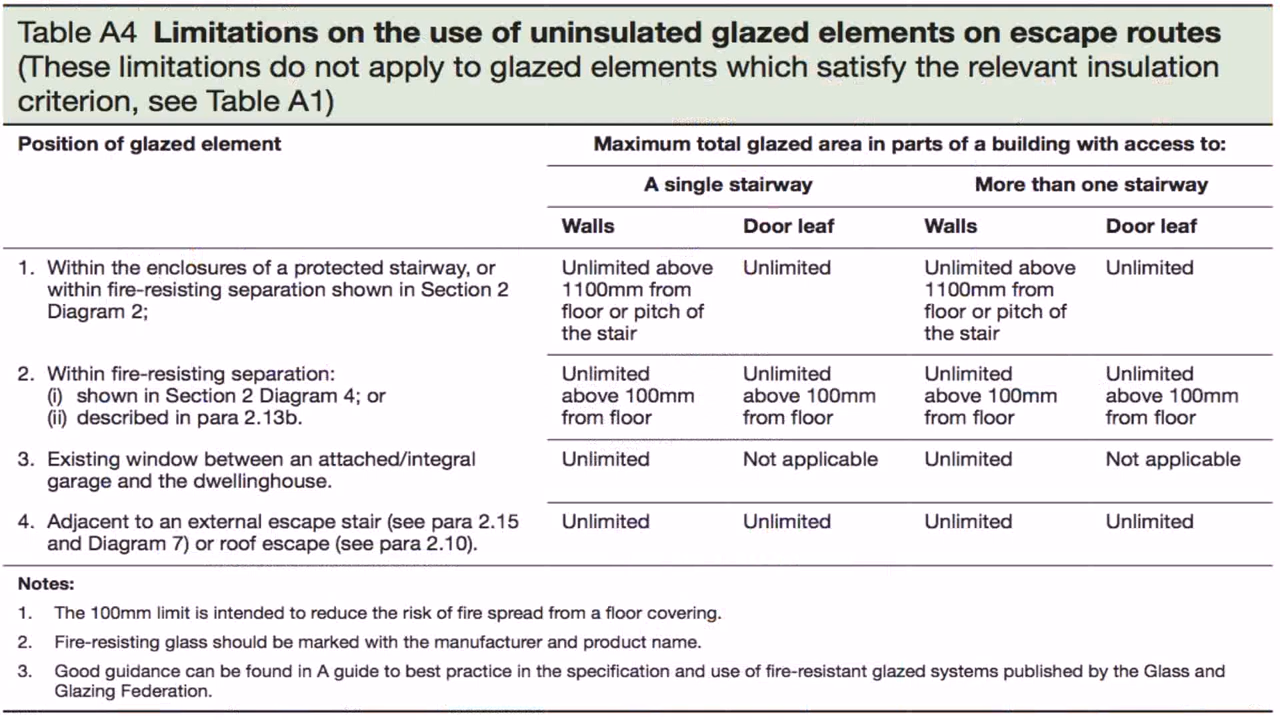 Table A4 Limitations on the use of uninsulated glazed elements on escape routes
(These limitations do not apply to glazed elements which satisfy the relevant insulation
criterion, see Table A1)
Position of glazed element
Maximum total glazed area in parts of a building with access to:
A single stairway
More than one stairway
Walls
Door leaf
Walls
Door leaf
1. Within the enclosures of a protected stairway, or
within fire-resisting separation shown in Section 2
Diagram 2;
Unlimited above
1100mm from
floor or pitch of
the stair
Unlimited
Unlimited above
1100mm from
floor or pitch of
the stair
Unlimited
2. Within fire-resisting separation:
(i) shown in Section 2 Diagram 4; or
(ii) described in para 2.13b.
Unlimited
above 100mm
from floor
Unlimited
above 100mm
from floor
Unlimited
above 100mm
from floor
Unlimited
above 100mm
from floor
3. Existing window between an attached/integral
garage and the dwellinghouse.
Unlimited
Not applicable
Unlimited
Not applicable
4. Adjacent to an external escape stair (see para 2.15
and Diagram 7) or roof escape (see para 2.10).
Unlimited
Unlimited
Unlimited
Unlimited
Notes:
1. The 100mm limit is intended to reduce the risk of fire spread from a floor covering.
2. Fire-resisting glass should be marked with the manufacturer and product name.
3. Good guidance can be found in A guide to best practice in the specification and use of fire-resistant glazed systems published by the Glass and
Glazing Federation.